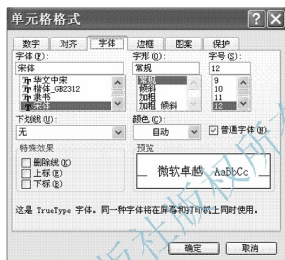 单元格格式
数字 对齐 字体 边框 图案 保护
字体(F): 字形(O): 字号(S):
宋体 常规 12
华文中宋 常规 9
楷体_GB2312 倾斜 10
隶书 加粗 11
宋体 加粗 倾斜 12
下划线(U): 颜色(C):
无 自动 普通字体(N)
特殊效果 预览
删除线(K)
上标(E) 微软卓越 AaBbCc
下标(B)
这是 TrueType 字体。同一种字体将在屏幕和打印机上同时使用。
确定 取消